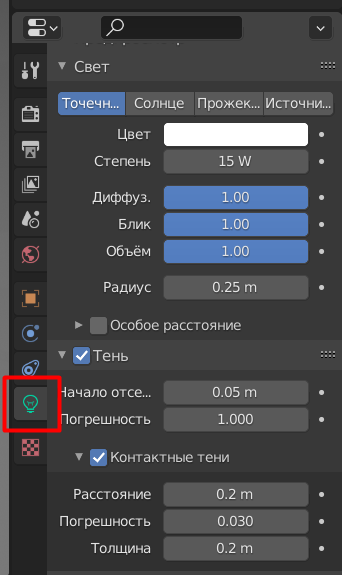 Свет
Точечн... Солнце Прожек... Источни...
Цвет
Степень 15 W
Диффуз. 1.00
Блик 1.00
Объём 1.00
Радиус 0.25 m
Особое расстояние
Тень
Начало отсе... 0.05 m
Погрешность 1.000
Контактные тени
Расстояние 0.2 m
Погрешность 0.030
Толщина 0.2 m